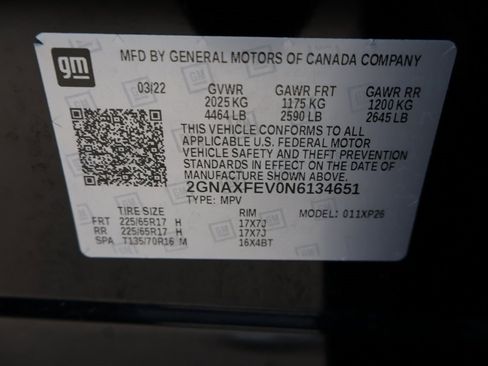 gm
MFD BY GENERAL MOTORS OF CANADA COMPANY
03/22 GVWR GAWR FRT GAWR RR
2025 KG 1175 KG 1200 KG
4464 LB 2590 LB 2645 LB
THIS VEHICLE CONFORMS TO ALL
APPLICABLE U.S. FEDERAL MOTOR
VEHICLE SAFETY AND THEFT PREVENTION
STANDARDS IN EFFECT ON THE DATE OF
MANUFACTURE SHOWN ABOVE.
2GNAXFEV0N6134651
TYPE: MPV MODEL: 011XP26
TIRE SIZE RIM
FRT 225/65R17 H 17X7J
RR 225/65R17 H 17X7J
SPA T135/70R16 M 16X4BT